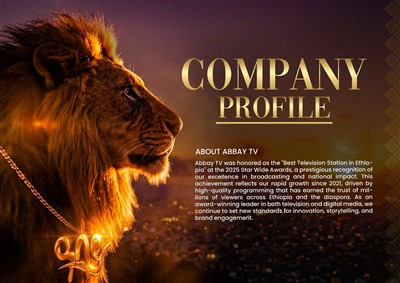 COMPANY
PROFILE
ABOUT ABBAY TV
Abbay TV was honored as the "Best Television Station in Ethio-
pia" at the 2025 Star Wide Awards, a prestigious recognition of
our excellence in broadcasting and national impact. This
achievement reflects our rapid growth since 2021, driven by
high-quality programming that has earned the trust of mil-
lions of viewers across Ethiopia and the diaspora. As an
award-winning leader in both television and digital media, we
continue to set new standards for innovation, storytelling, and
brand engagement.